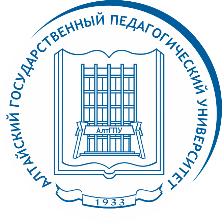 АЛТАЙСКИЙ ГОСУДАРСТВЕННЫЙ ПЕДАГОГИЧЕСКИЙ УНИВЕРСИТЕТ
АлтГПУ
1933